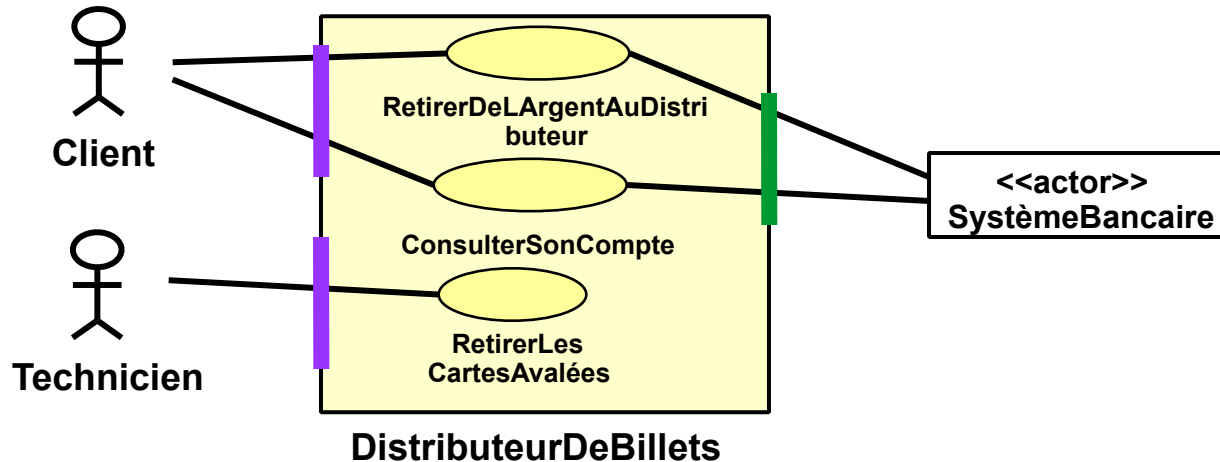 RetirerDeLArgentAuDistri
buteur
Client
<<actor>>
SystèmeBancaire
ConsulterSonCompte
RetirerLes
CartesAvalées
Technicien
DistributeurDeBillets